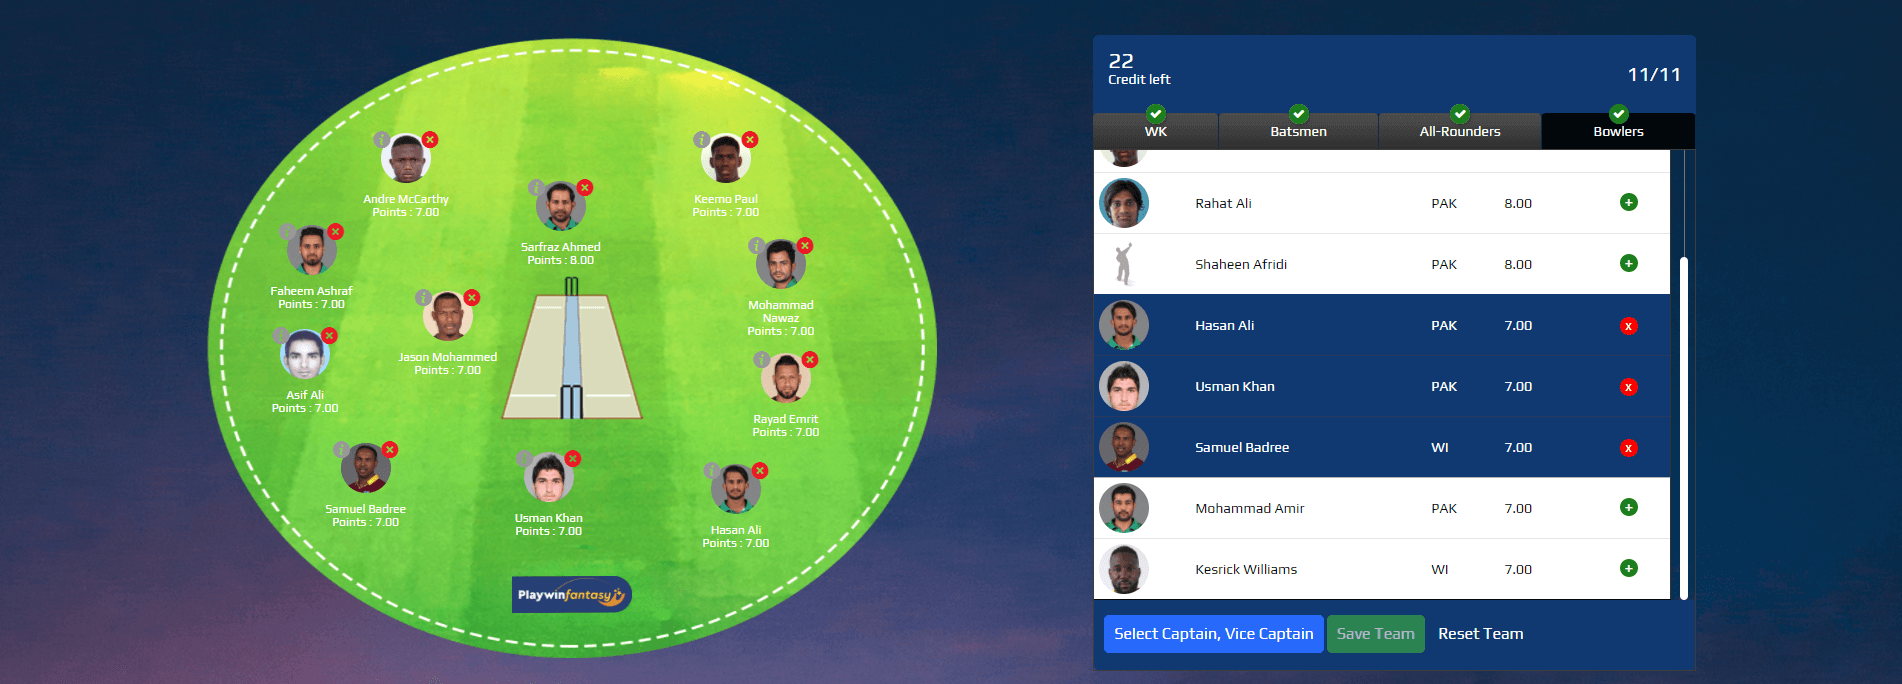 Andre McCarthy
Points : 7.00
Keemo Paul
Points : 7.00
Sarfraz Ahmed
Points : 8.00
Faheem Ashraf
Points : 7.00
Mohammad
Nawaz
Points : 7.00
Jason Mohammed
Points : 7.00
Asif Ali
Points : 7.00
Rayad Emrit
Points : 7.00
Samuel Badree
Points : 7.00
Usman Khan
Points : 7.00
Hasan Ali
Points : 7.00
Playwinfantasy
22
Credit left
11/11
WK Batsmen All-Rounders Bowlers
Rahat Ali PAK 8.00
Shaheen Afridi PAK 8.00
Hasan Ali PAK 7.00 x
Usman Khan PAK 7.00 x
Samuel Badree WI 7.00 x
Mohammad Amir PAK 7.00
Kesrick Williams WI 7.00
Select Captain, Vice Captain Save Team Reset Team